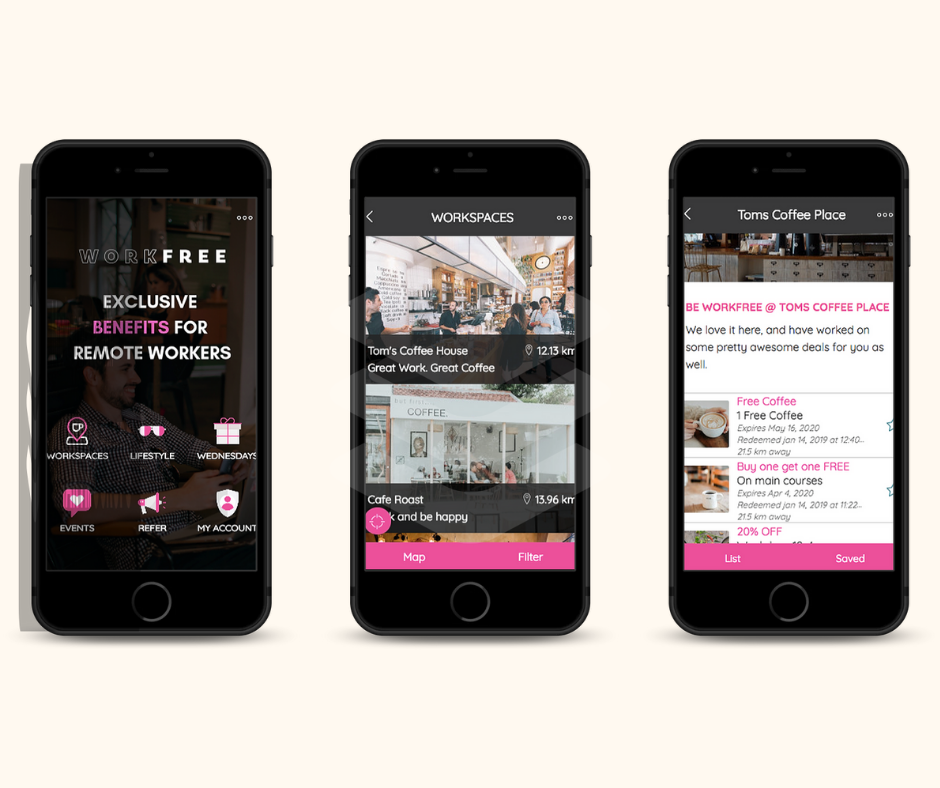 WORKFREE
EXCLUSIVE
BENEFITS FOR
REMOTE WORKERS
WORKSPACES
LIFESTYLE
WEDNESDAYS
EVENTS
REFER
MY ACCOUNT
WORKSPACES
Tom's Coffee House
12.13 km
Great Work. Great Coffee
COFFEE.
Cafe Roast
13.96 km
k and be happy
Map
Filter
Toms Coffee Place
BE WORKFREE @ TOMS COFFEE PLACE
We love it here, and have worked on
some pretty awesome deals for you as
well.
Free Coffee
1 Free Coffee
Expires May 16, 2020
Redeemed jan 14, 2019 at 12:40...
21.5 km away
Buy one get one FREE
On main courses
Expires Apr 4, 2020
Redeemed jan 14, 2019 at 11:22...
21.5 km away
20% OFF
List
Saved